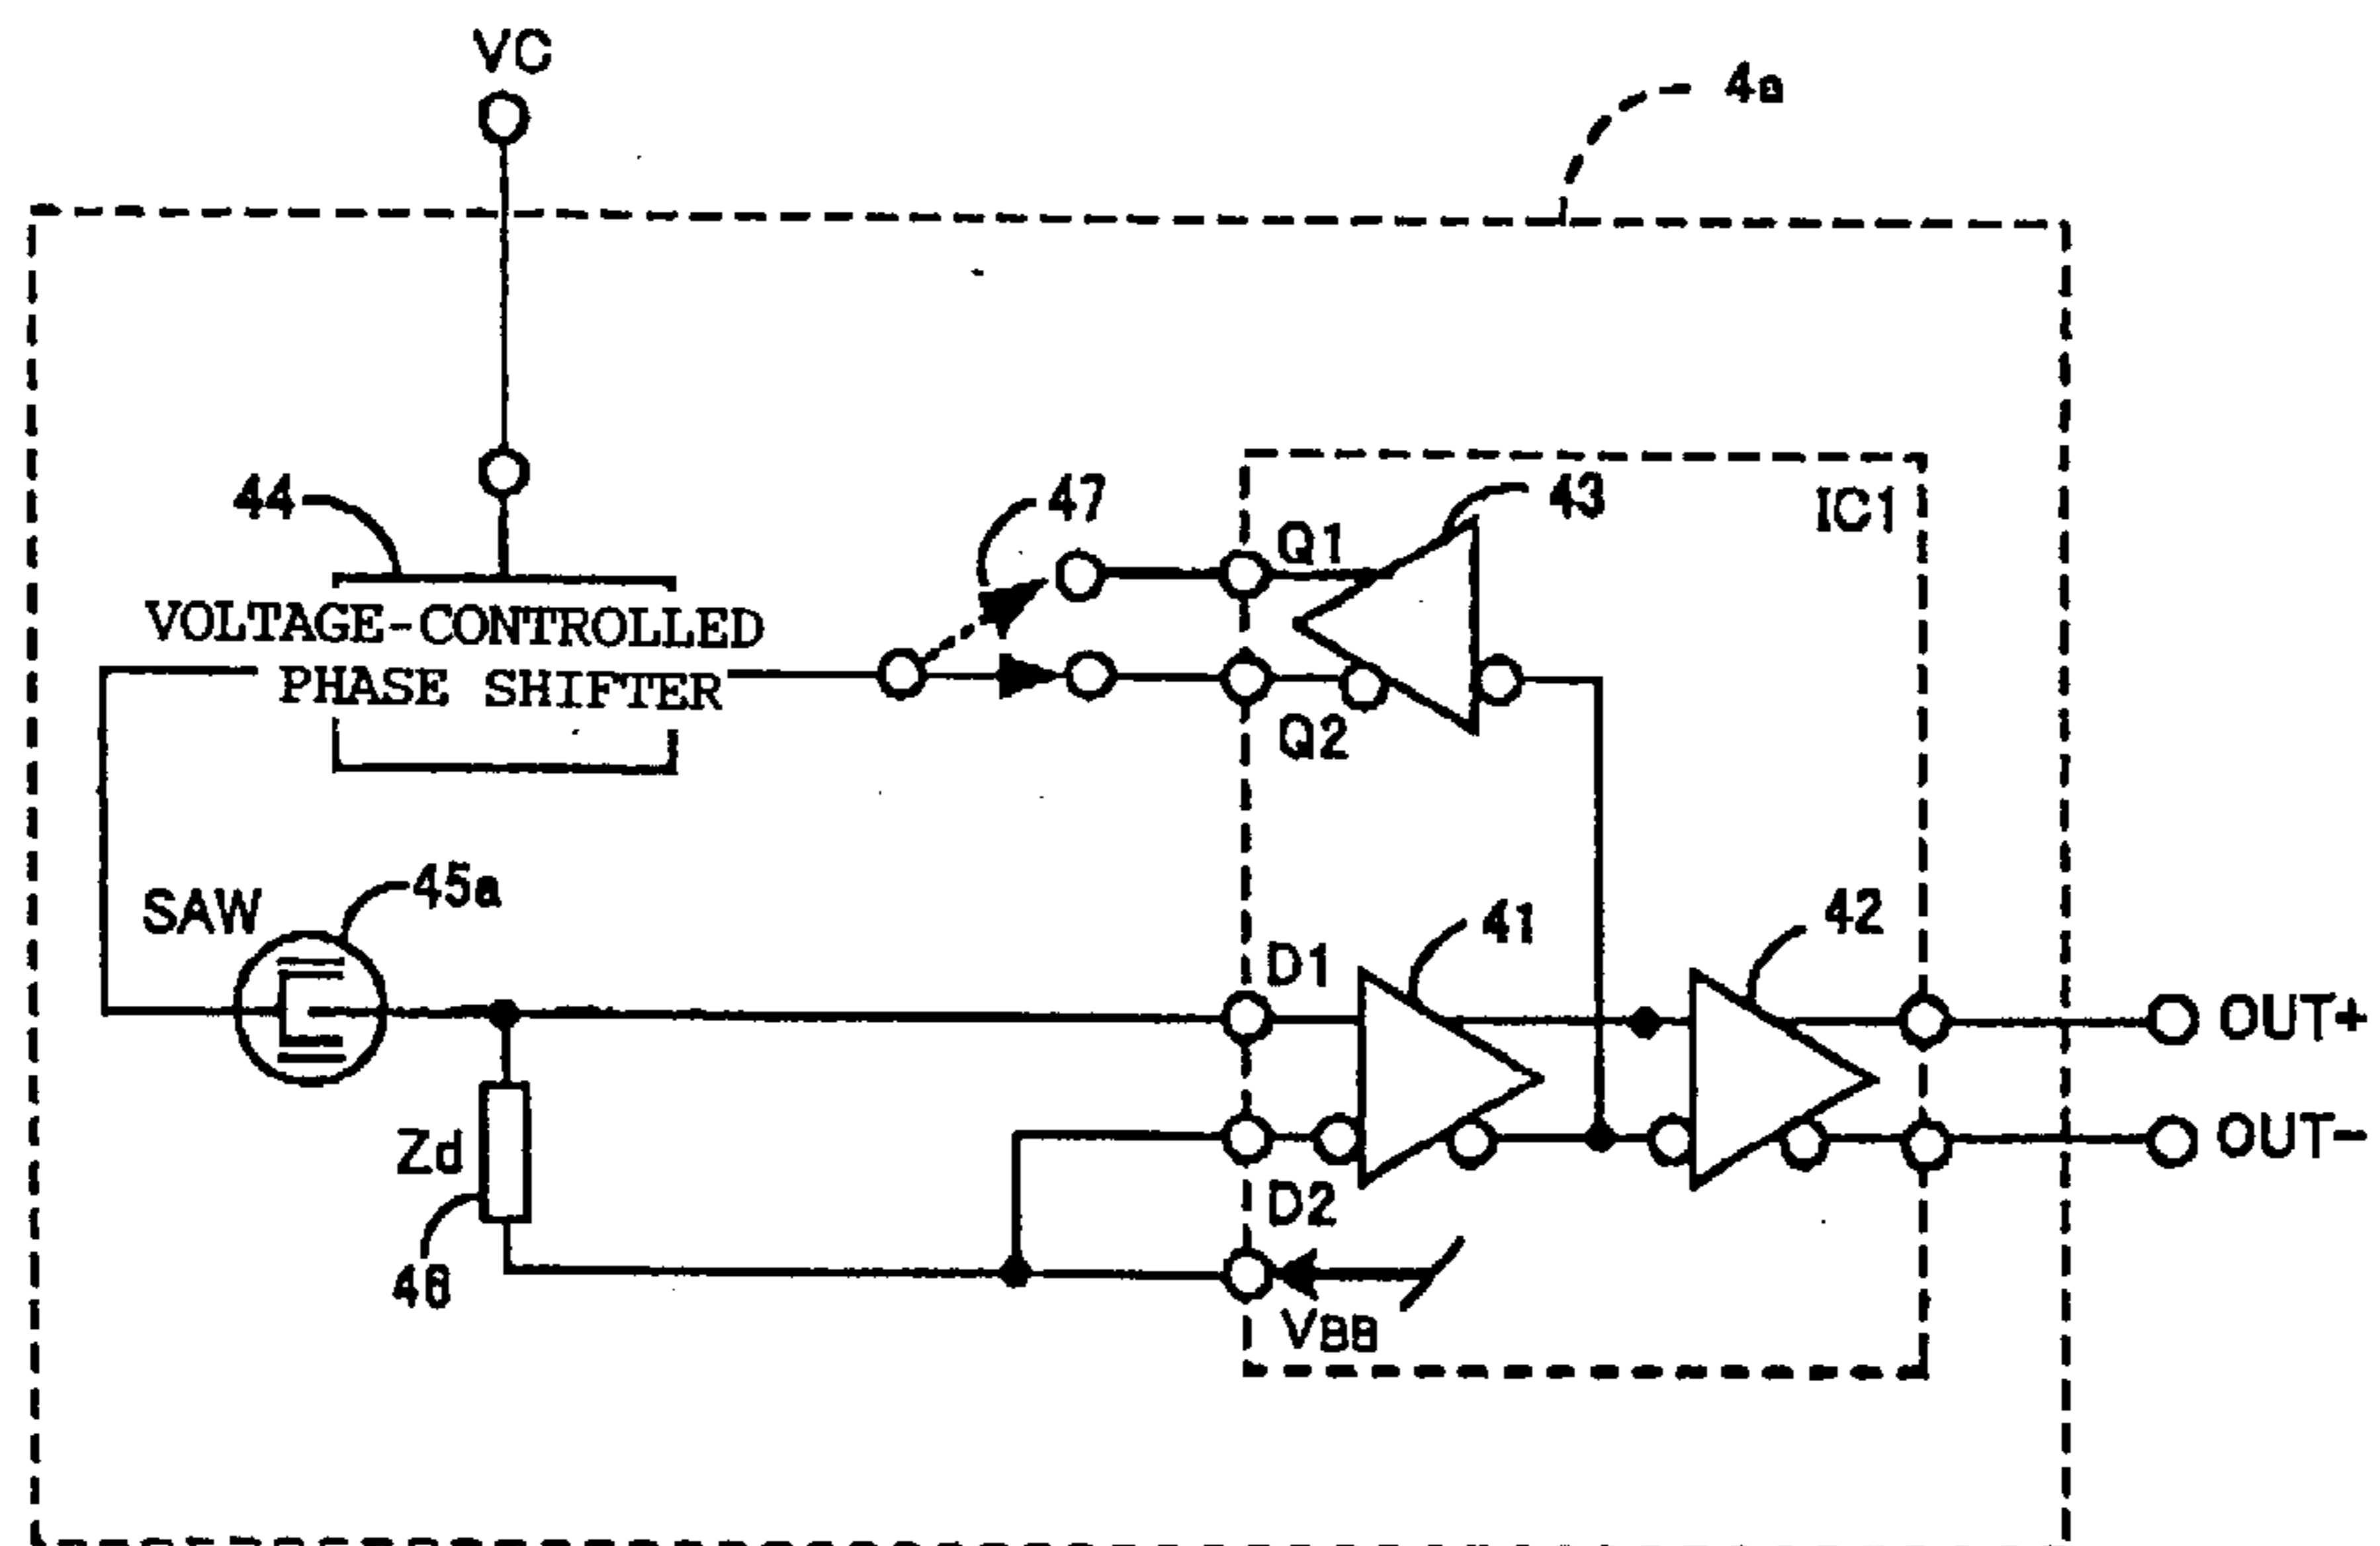 VC
4a
44
47
43
IC1
Q1
VOLTAGE-CONTROLLED
PHASE SHIFTER
Q2
SAW
45a
D1
41
42
OUT+
Zd
OUT-
D2
46
VBB